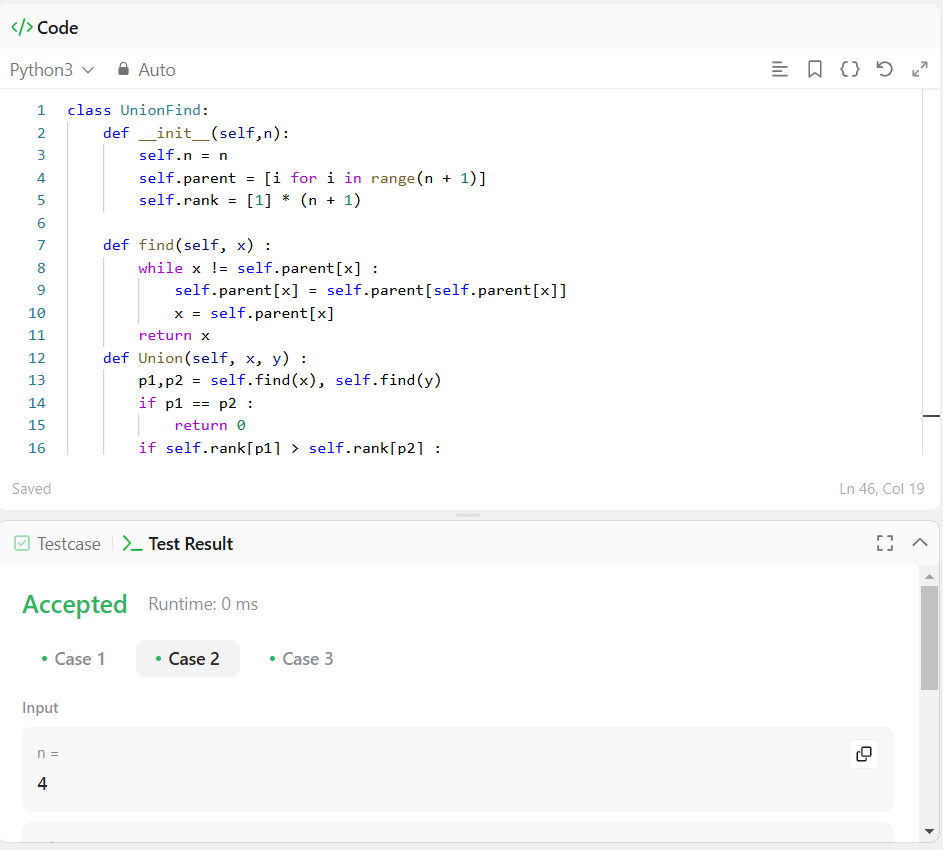 </> Code
Python3 Auto
1 class UnionFind:
2 def __init__(self,n):
3 self.n = n
4 self.parent = [i for i in range(n + 1)]
5 self.rank = [1] * (n + 1)
6
7 def find(self, x) :
8 while x != self.parent[x] :
9 self.parent[x] = self.parent[self.parent[x]]
10 x = self.parent[x]
11 return x
12 def Union(self, x, y) :
13 p1,p2 = self.find(x), self.find(y)
14 if p1 == p2 :
15 return 0
16 if self.rank[p1] > self.rank[p2] :
Saved Ln 46, Col 19
Testcase >_ Test Result
Accepted Runtime: 0 ms
Case 1 Case 2 Case 3
Input
n =
4